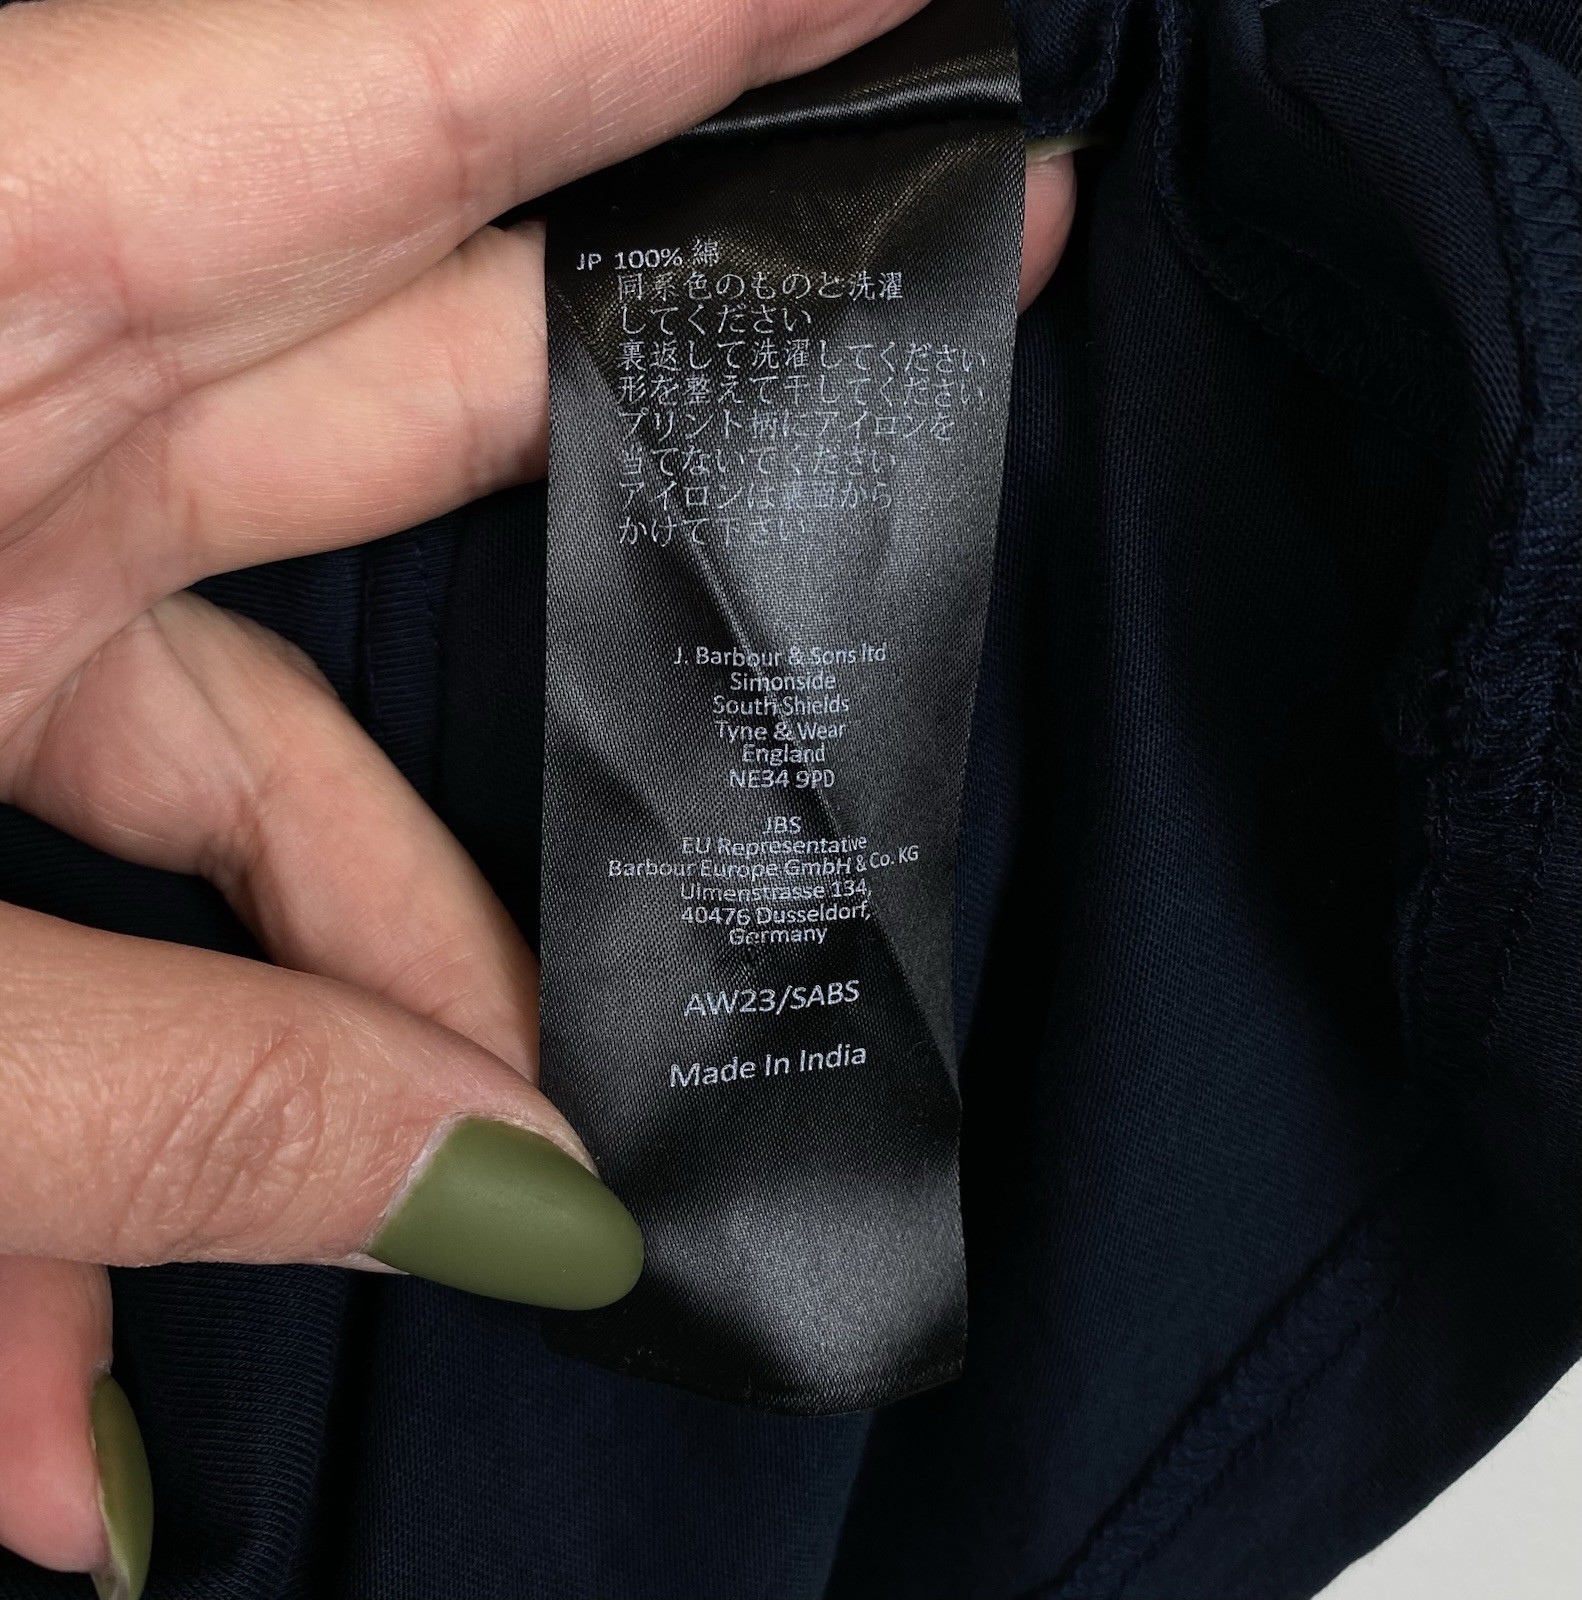 JP 100% 綿
同系色のものと洗濯
してください
裏返して洗濯してください
形を整えて干してください
プリント柄にアイロンを
当てないでください
アイロンは裏面から
かけて下さい
J. Barbour & Sons ltd
Simonside
South Shields
Tyne & Wear
England
NE34 9PD
JBS
EU Representative
Barbour Europe GmbH & Co. KG
Ulmenstrasse 134,
40476 Dusseldorf,
Germany
AW23/SABS
Made In India